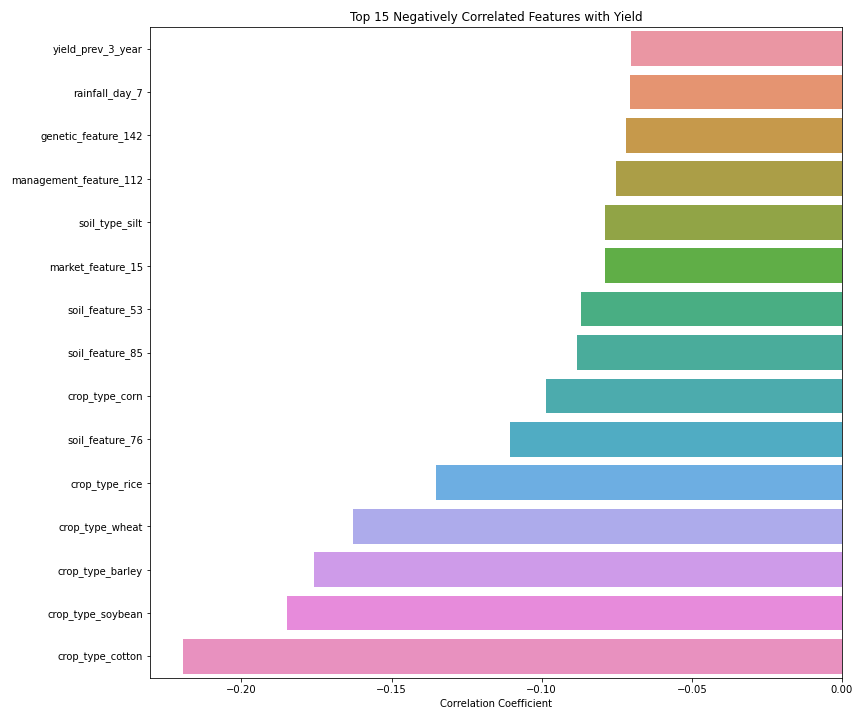 Top 15 Negatively Correlated Features with Yield
yield_prev_3_year
rainfall_day_7
genetic_feature_142
management_feature_112
soil_type_silt
market_feature_15
soil_feature_53
soil_feature_85
crop_type_corn
soil_feature_76
crop_type_rice
crop_type_wheat
crop_type_barley
crop_type_soybean
crop_type_cotton
−0.20 −0.15 −0.10 −0.05 0.00
Correlation Coefficient